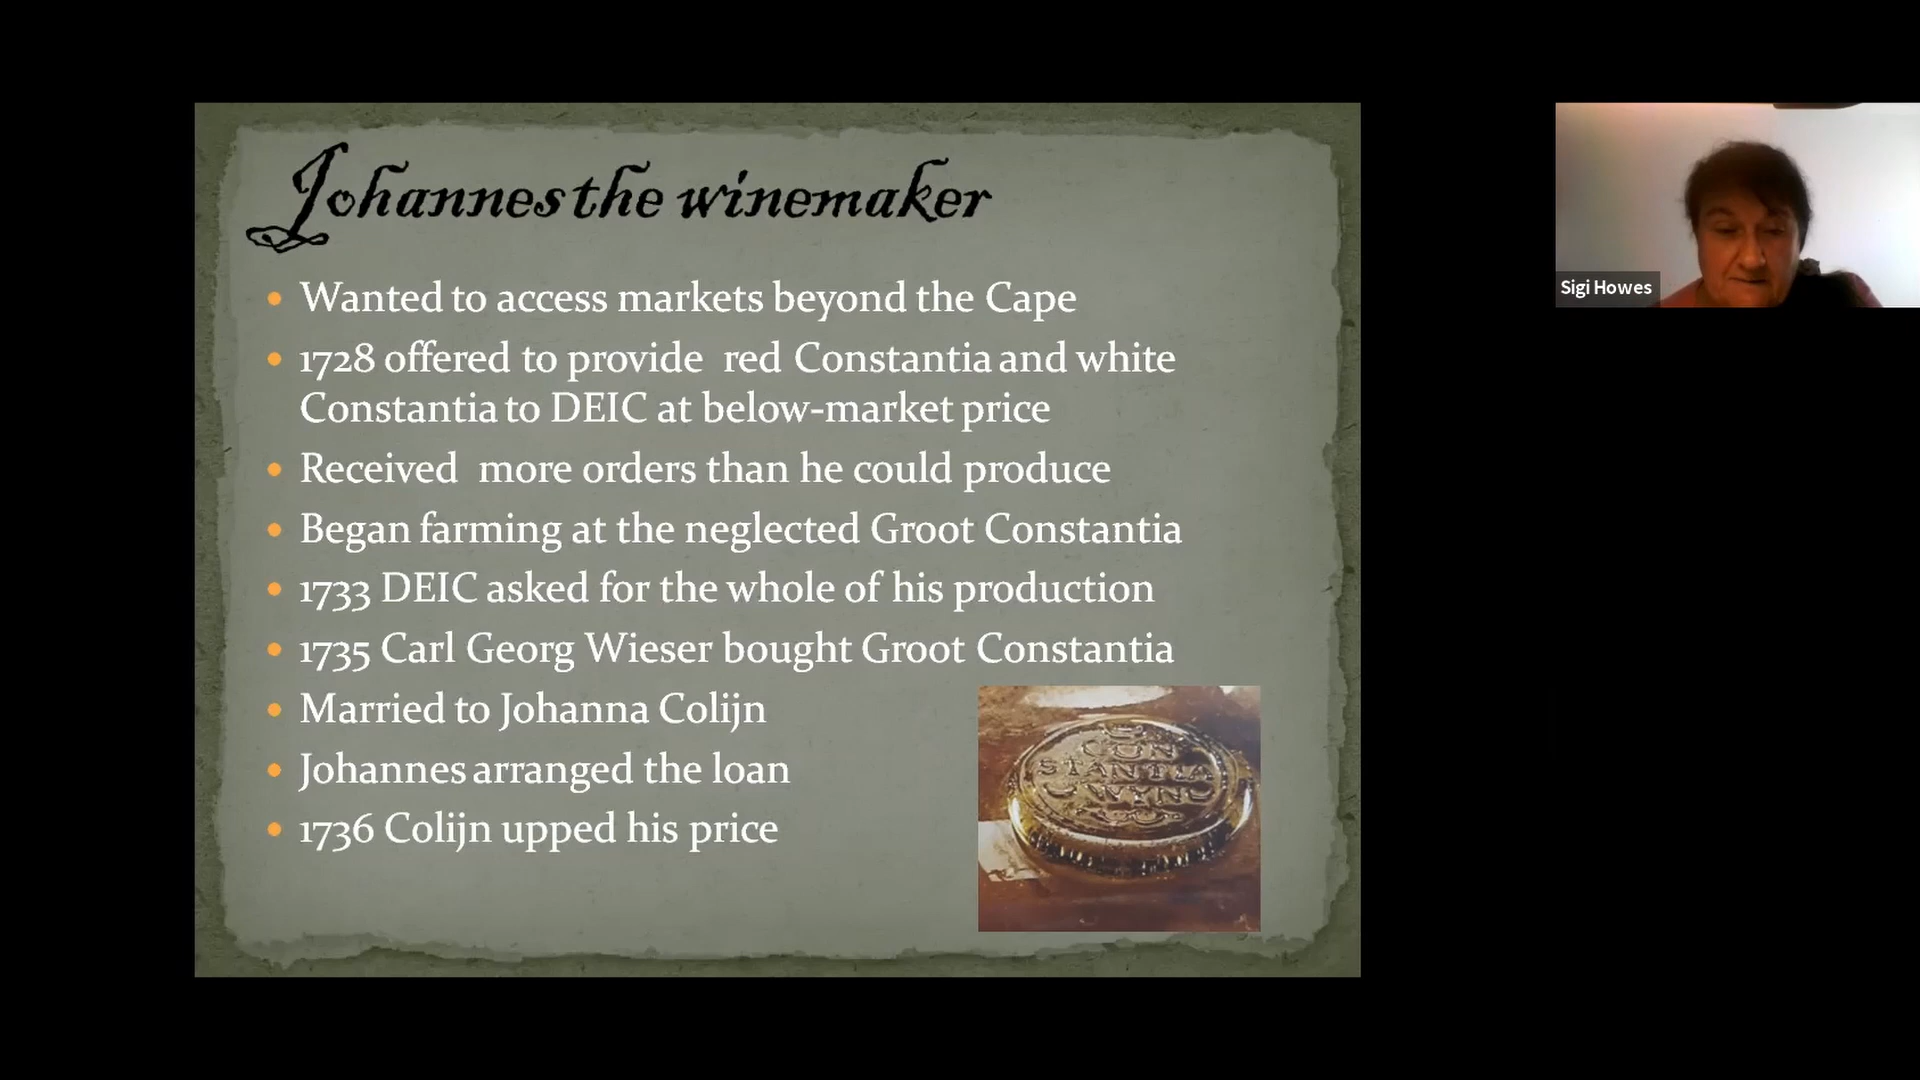 Johannes the winemaker
Wanted to access markets beyond the Cape
1728 offered to provide red Constantia and white
Constantia to DEIC at below-market price
Received more orders than he could produce
Began farming at the neglected Groot Constantia
1733 DEIC asked for the whole of his production
1735 Carl Georg Wieser bought Groot Constantia
Married to Johanna Colijn
Johannes arranged the loan
1736 Colijn upped his price
CON
STANTIA
WYN
Sigi Howes